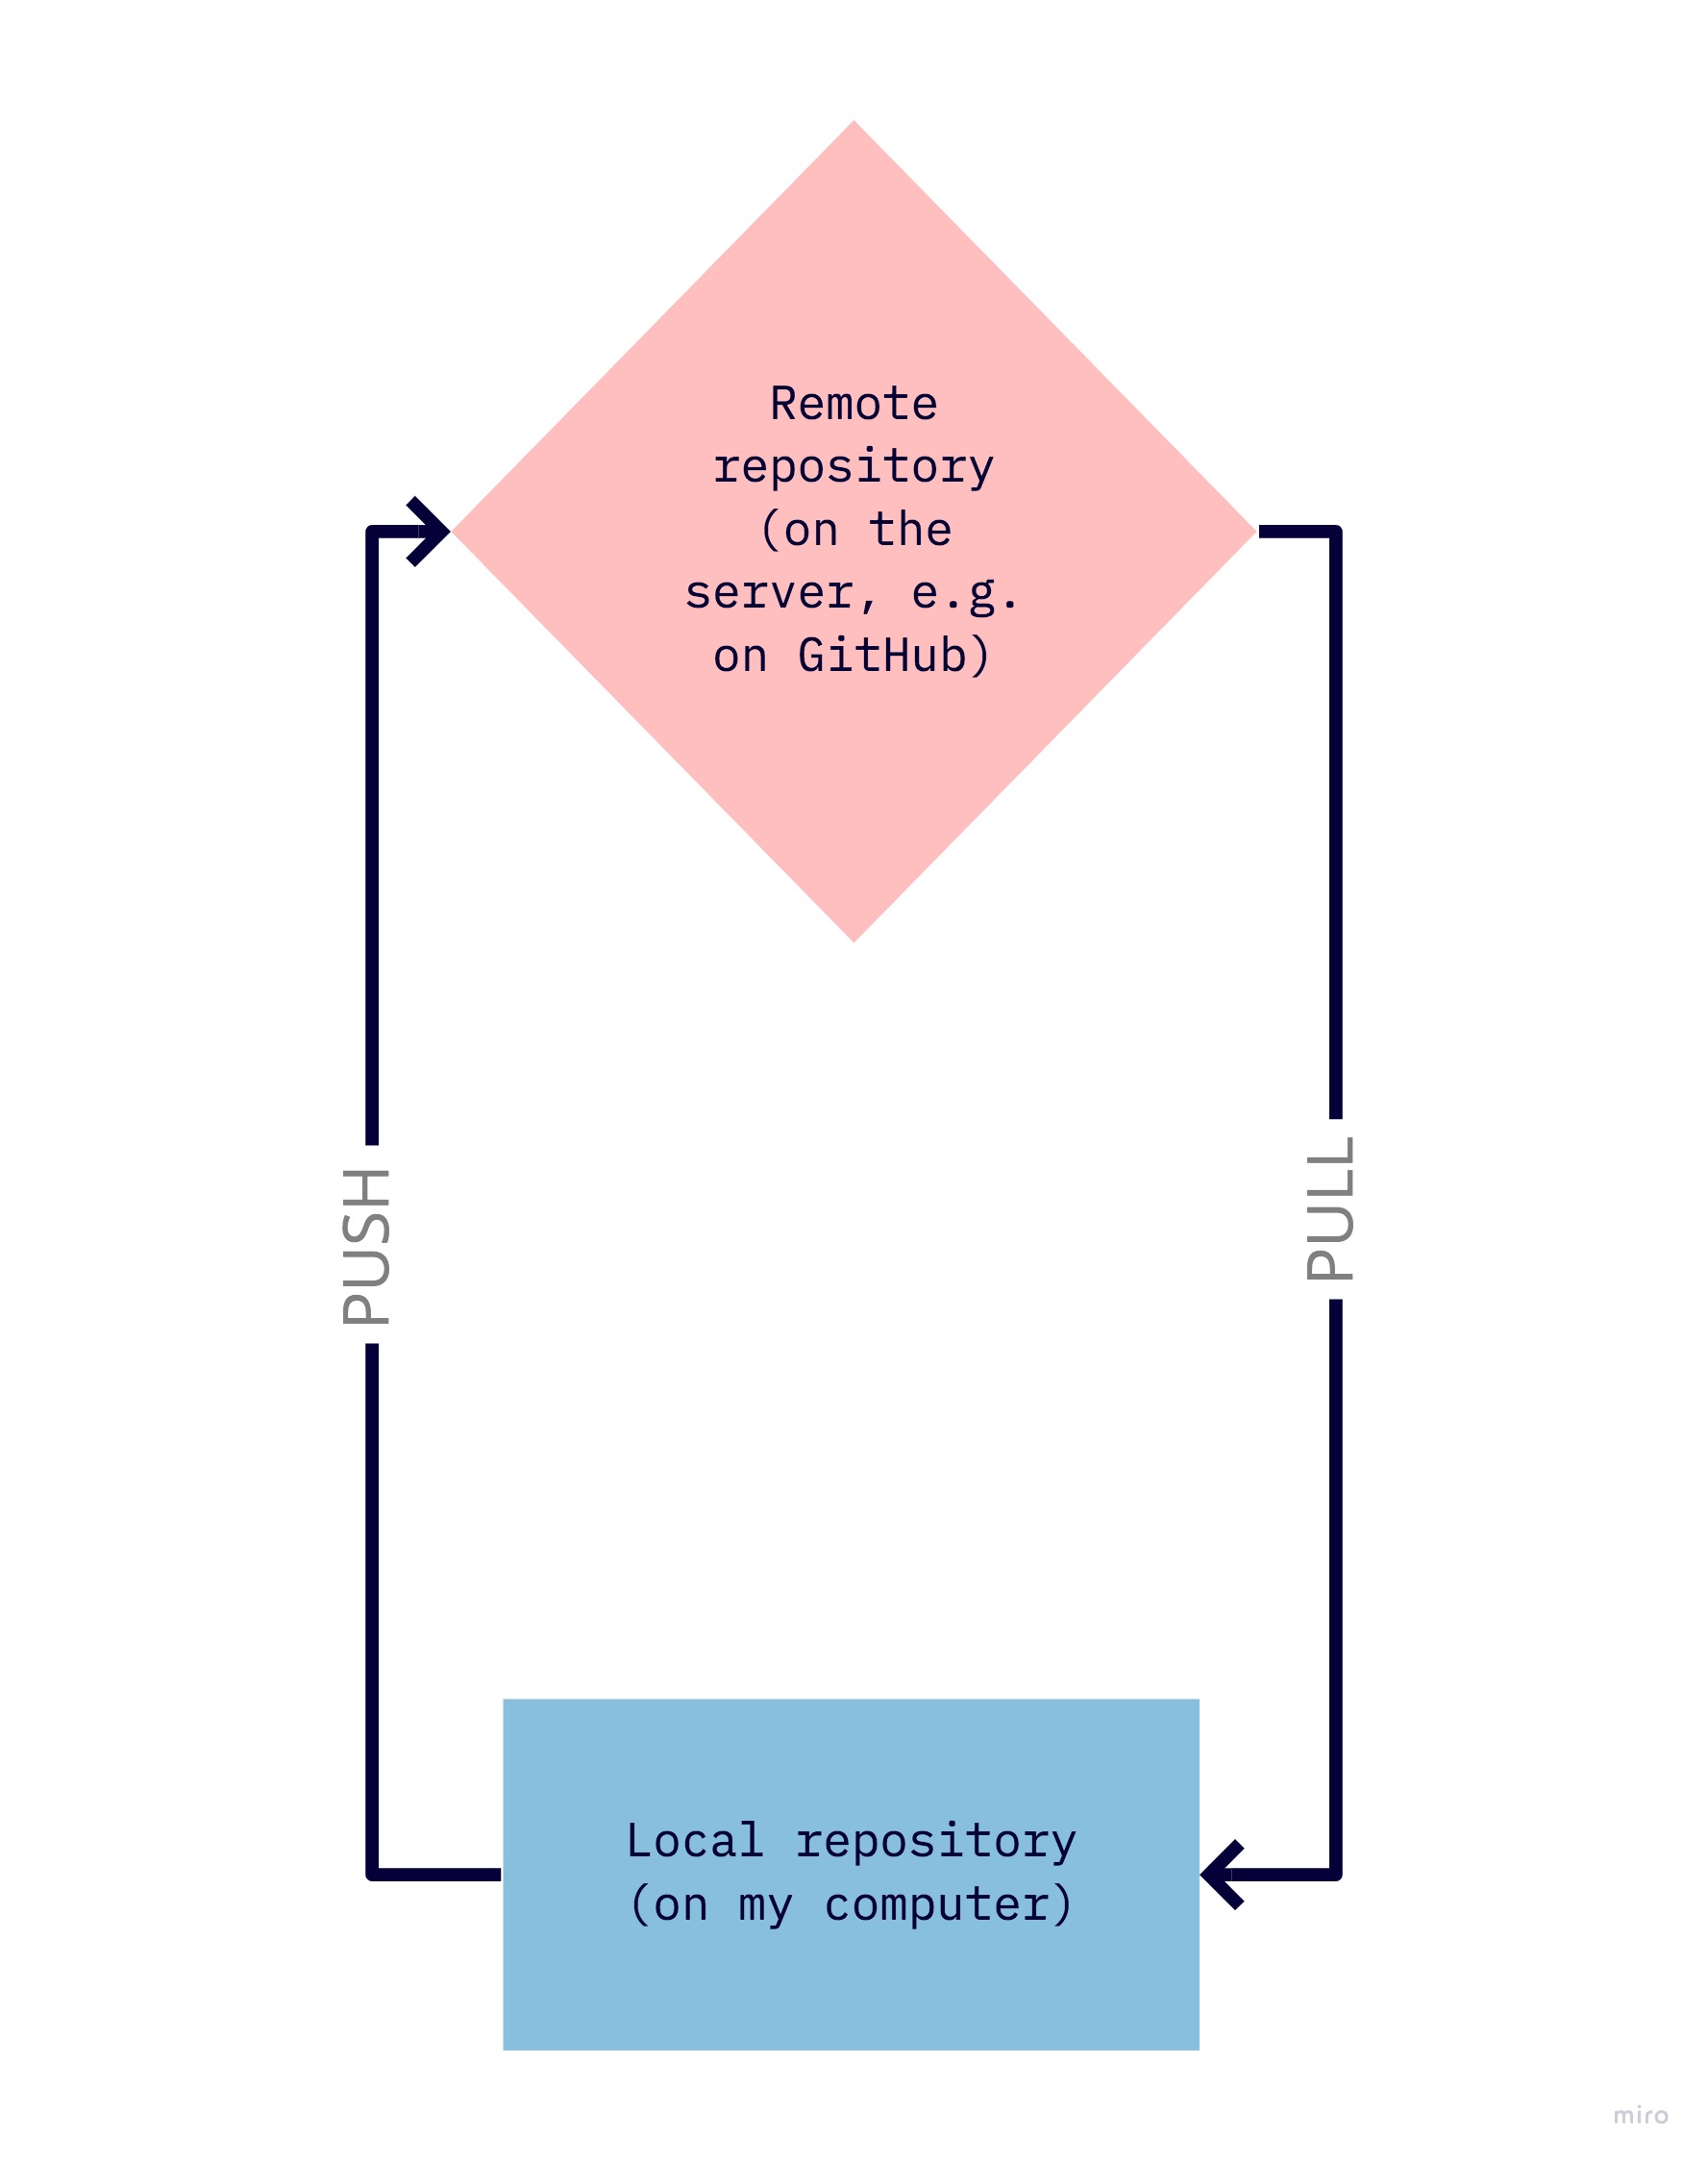 Remote
repository
(on the
server, e.g.
on GitHub)
PUSH
PULL
Local repository
(on my computer)
miro